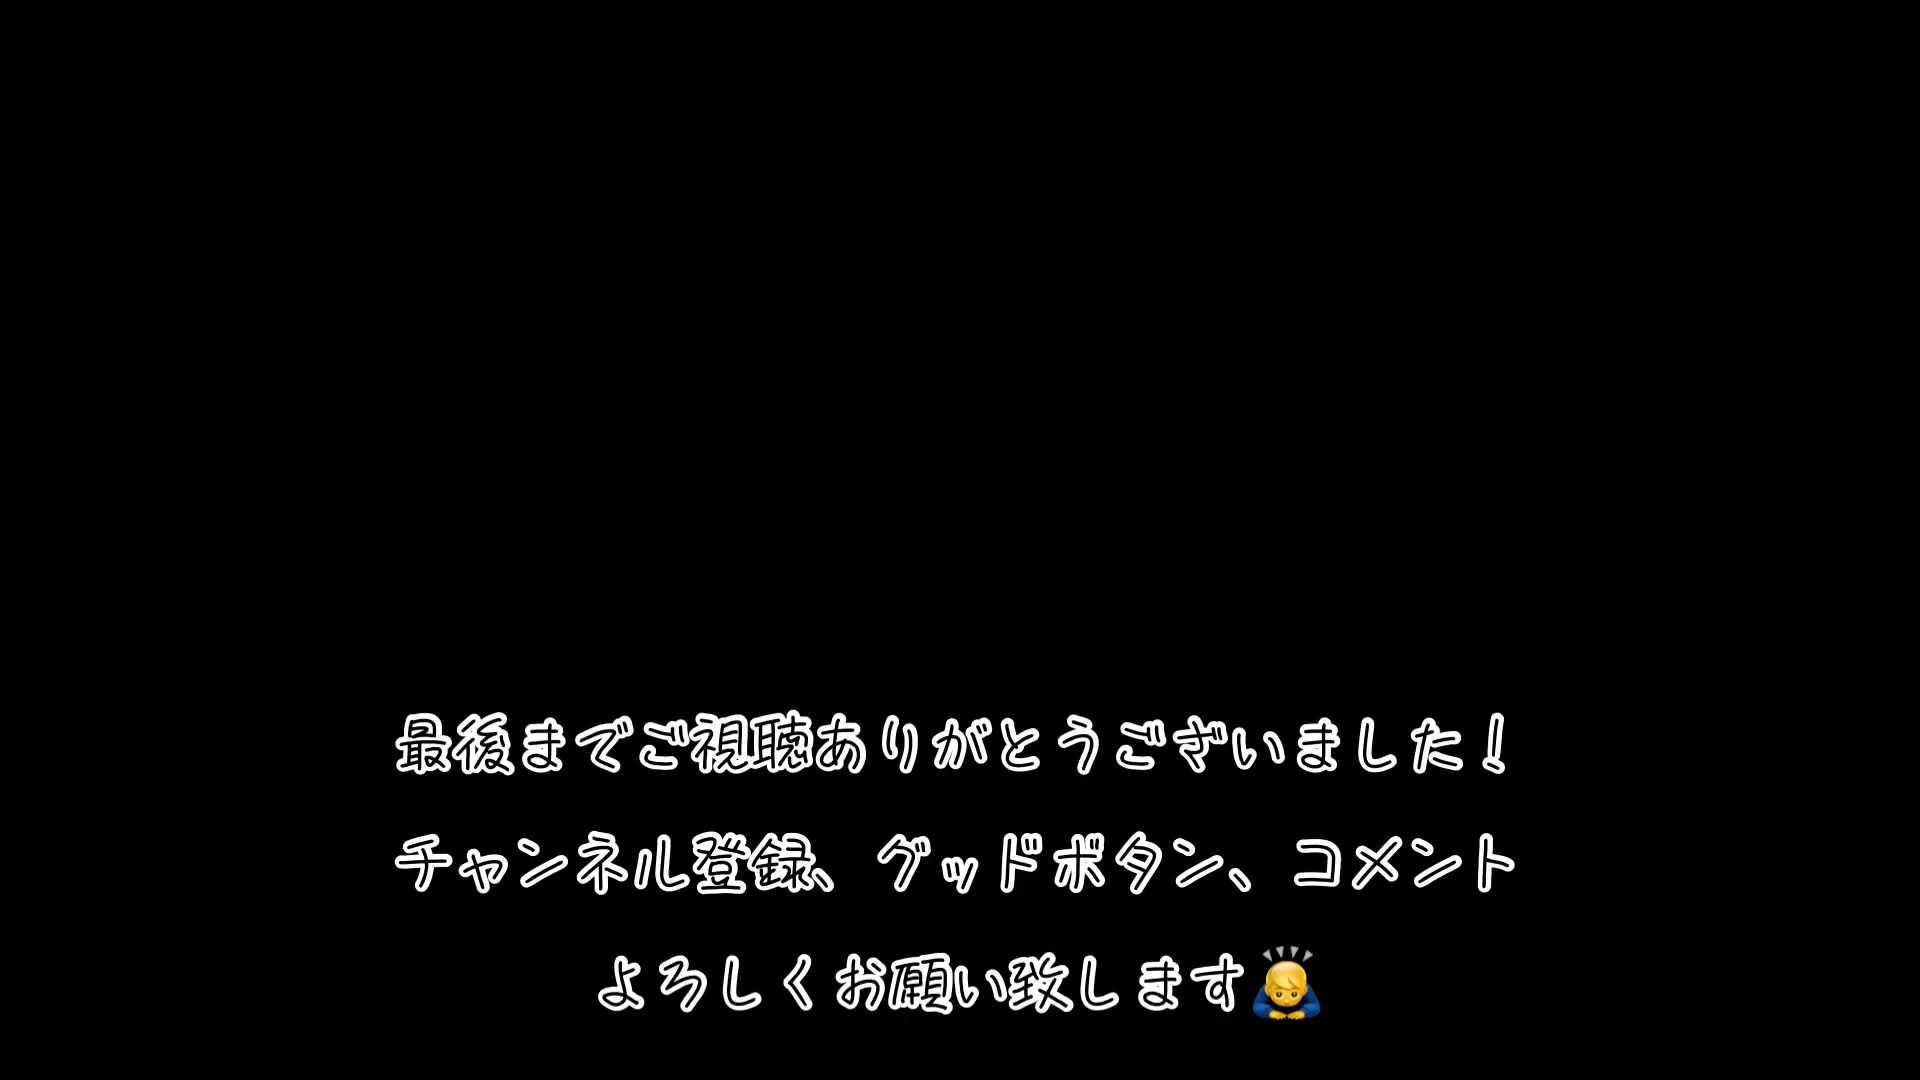 最後までご視聴ありがとうございました！
チャンネル登録、グッドボタン、コメント
よろしくお願い致します🙇‍♂️